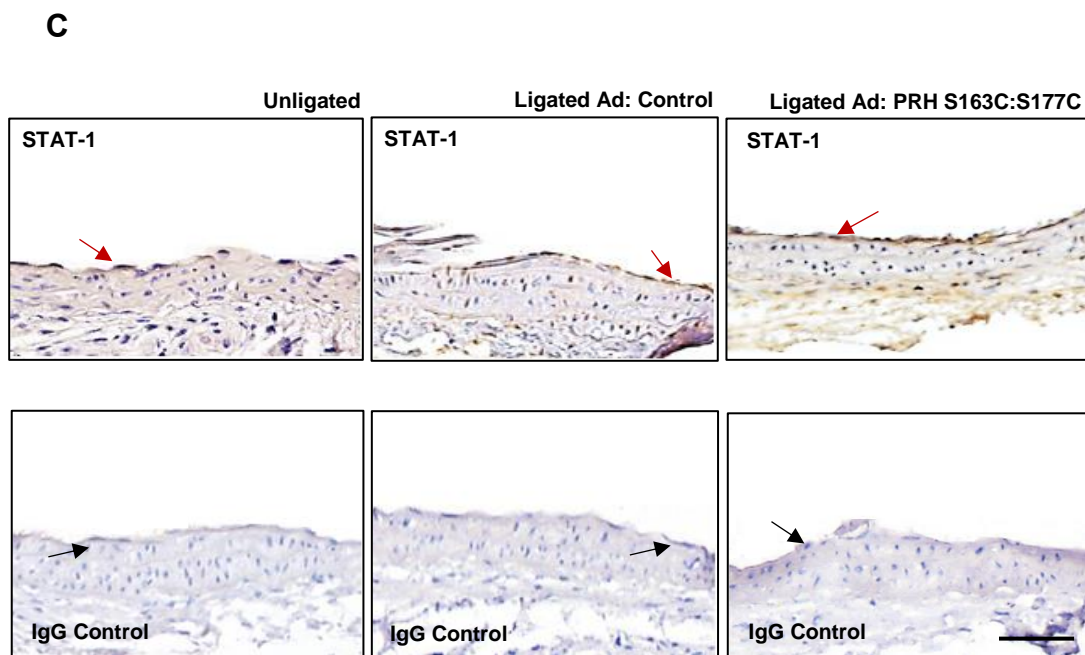 C
Unligated
Ligated Ad: Control
Ligated Ad: PRH S163C:S177C
STAT-1
STAT-1
STAT-1
IgG Control
IgG Control
IgG Control